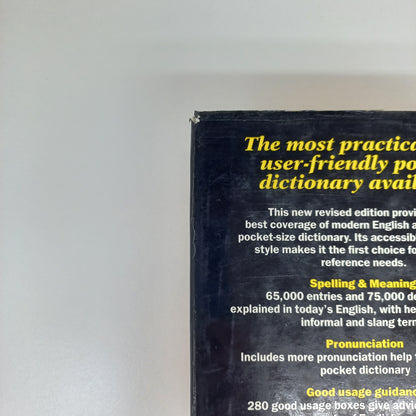 The most practica
user-friendly po
dictionary avail
This new revised edition provi
best coverage of modern English a
pocket-size dictionary. Its accessib
style makes it the first choice fo
reference needs.
Spelling & Meaning
65,000 entries and 75,000 de
explained in today's English, with he
informal and slang term
Pronunciation
Includes more pronunciation help
pocket dictionary
Good usage guidanc
280 good usage boxes give advic